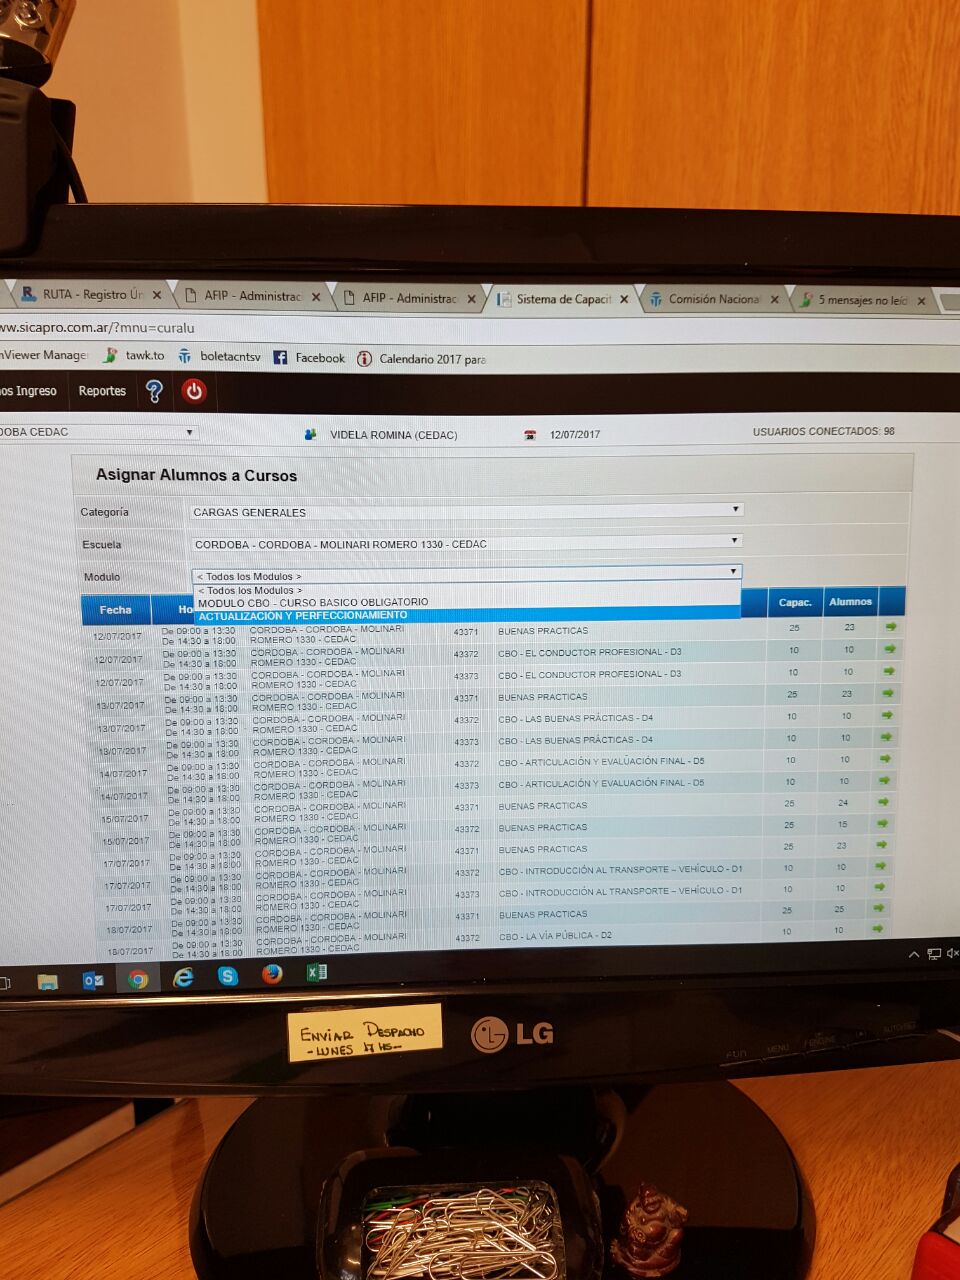 RUTA - Registro Ún
AFIP - Administrac
AFIP - Administrac
Sistema de Capacit
Comisión Nacional
5 mensajes no leíd
ww.sicapro.com.ar/?mnu=curalu
nViewer Manager
tawk.to
boletacntsv
Facebook
Calendario 2017 para
nos Ingreso
Reportes
DOBA CEDAC
VIDELA ROMINA (CEDAC)
12/07/2017
USUARIOS CONECTADOS: 98
Asignar Alumnos a Cursos
Categoría
CARGAS GENERALES
Escuela
CORDOBA - CORDOBA - MOLINARI ROMERO 1330 - CEDAC
Modulo
< Todos los Modulos >
< Todos los Modulos >
MODULO CBO - CURSO BASICO OBLIGATORIO
ACTUALIZACIÓN Y PERFECCIONAMIENTO
Fecha Ho Capac. Alumnos
12/07/2017 De 09:00 a 13:30 CORDOBA - CORDOBA - MOLINARI 43371 BUENAS PRACTICAS 25 23
De 14:30 a 18:00 ROMERO 1330 - CEDAC
12/07/2017 De 09:00 a 13:30 CORDOBA - CORDOBA - MOLINARI 43372 CBO - EL CONDUCTOR PROFESIONAL - D3 10 10
De 14:30 a 18:00 ROMERO 1330 - CEDAC
12/07/2017 De 09:00 a 13:30 CORDOBA - CORDOBA - MOLINARI 43373 CBO - EL CONDUCTOR PROFESIONAL - D3 10 10
De 14:30 a 18:00 ROMERO 1330 - CEDAC
13/07/2017 De 09:00 a 13:30 CORDOBA - CORDOBA - MOLINARI 43371 BUENAS PRACTICAS 25 23
De 14:30 a 18:00 ROMERO 1330 - CEDAC
13/07/2017 De 09:00 a 13:30 CORDOBA - CORDOBA - MOLINARI 43372 CBO - LAS BUENAS PRÁCTICAS - D4 10 10
De 14:30 a 18:00 ROMERO 1330 - CEDAC
13/07/2017 De 09:00 a 13:30 CORDOBA - CORDOBA - MOLINARI 43373 CBO - LAS BUENAS PRÁCTICAS - D4 10 10
De 14:30 a 18:00 ROMERO 1330 - CEDAC
14/07/2017 De 09:00 a 13:30 CORDOBA - CORDOBA - MOLINARI 43372 CBO - ARTICULACIÓN Y EVALUACIÓN FINAL - D5 10 10
De 14:30 a 18:00 ROMERO 1330 - CEDAC
14/07/2017 De 09:00 a 13:30 CORDOBA - CORDOBA - MOLINARI 43373 CBO - ARTICULACIÓN Y EVALUACIÓN FINAL - D5 10 10
De 14:30 a 18:00 ROMERO 1330 - CEDAC
15/07/2017 De 09:00 a 13:30 CORDOBA - CORDOBA - MOLINARI 43371 BUENAS PRACTICAS 25 24
De 14:30 a 18:00 ROMERO 1330 - CEDAC
15/07/2017 De 09:00 a 13:30 CORDOBA - CORDOBA - MOLINARI 43372 BUENAS PRACTICAS 25 15
De 14:30 a 18:00 ROMERO 1330 - CEDAC
17/07/2017 De 09:00 a 13:30 CORDOBA - CORDOBA - MOLINARI 43371 BUENAS PRACTICAS 25 23
De 14:30 a 18:00 ROMERO 1330 - CEDAC
17/07/2017 De 09:00 a 13:30 CORDOBA - CORDOBA - MOLINARI 43372 CBO - INTRODUCCIÓN AL TRANSPORTE – VEHÍCULO - D1 10 10
De 14:30 a 18:00 ROMERO 1330 - CEDAC
17/07/2017 De 09:00 a 13:30 CORDOBA - CORDOBA - MOLINARI 43373 CBO - INTRODUCCIÓN AL TRANSPORTE – VEHÍCULO - D1 10 10
De 14:30 a 18:00 ROMERO 1330 - CEDAC
18/07/2017 De 09:00 a 13:30 CORDOBA - CORDOBA - MOLINARI 43371 BUENAS PRACTICAS 25 25
De 14:30 a 18:00 ROMERO 1330 - CEDAC
18/07/2017 De 09:00 a 13:30 CORDOBA - CORDOBA - MOLINARI 43372 CBO - LA VÍA PÚBLICA - D2 10 10
De 14:30 a 18:00 ROMERO 1330 - CEDAC
ENVIAR DESPACHO
- LUNES 17 HS -
LG
FUN MENU AUTO/SET